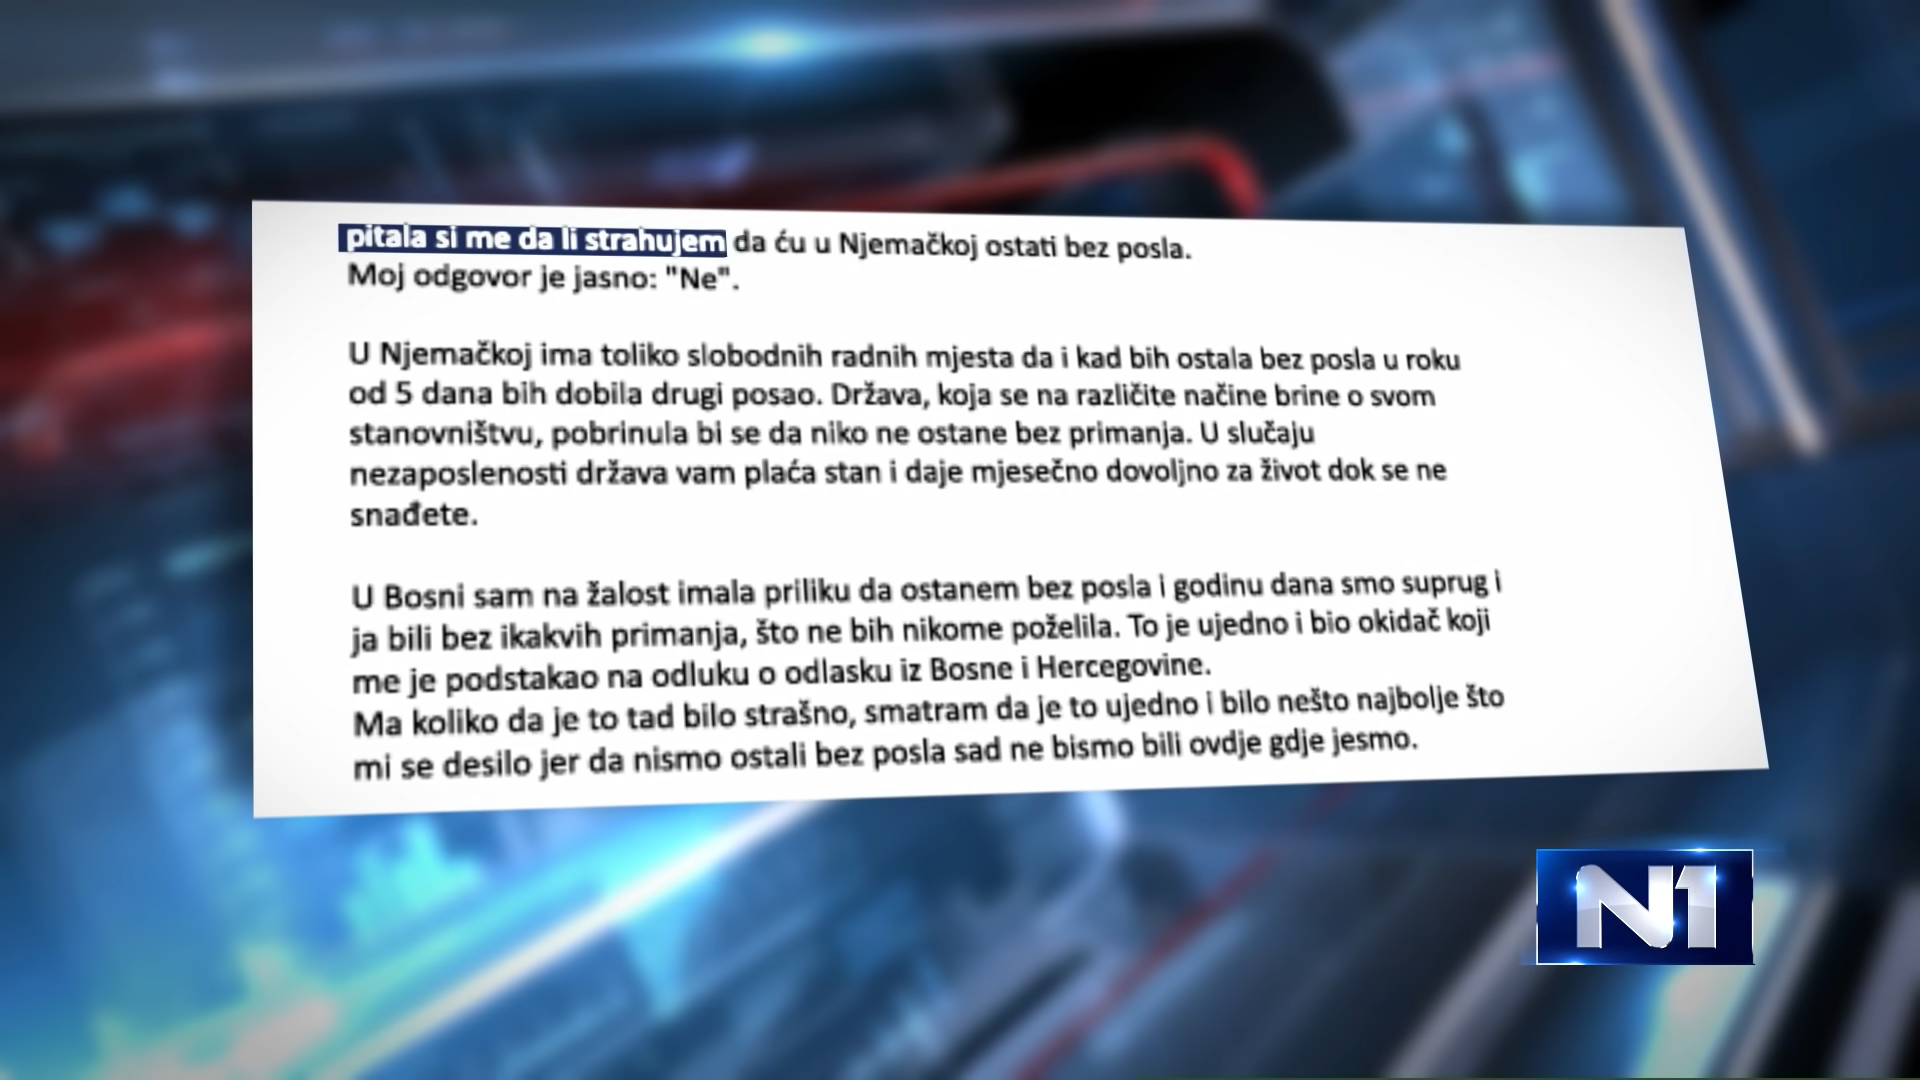 pitala si me da li strahujem da ću u Njemačkoj ostati bez posla.
Moj odgovor je jasno: "Ne".
U Njemačkoj ima toliko slobodnih radnih mjesta da i kad bih ostala bez posla u roku
od 5 dana bih dobila drugi posao. Država, koja se na različite načine brine o svom
stanovništvu, pobrinula bi se da niko ne ostane bez primanja. U slučaju
nezaposlenosti država vam plaća stan i daje mjesečno dovoljno za život dok se ne
snađete.
U Bosni sam na žalost imala priliku da ostanem bez posla i godinu dana smo suprug i
ja bili bez ikakvih primanja, što ne bih nikome poželila. To je ujedno i bio okidač koji
me je podstakao na odluku o odlasku iz Bosne i Hercegovine.
Ma koliko da je to tad bilo strašno, smatram da je to ujedno i bilo nešto najbolje što
mi se desilo jer da nismo ostali bez posla sad ne bismo bili ovdje gdje jesmo.
N1